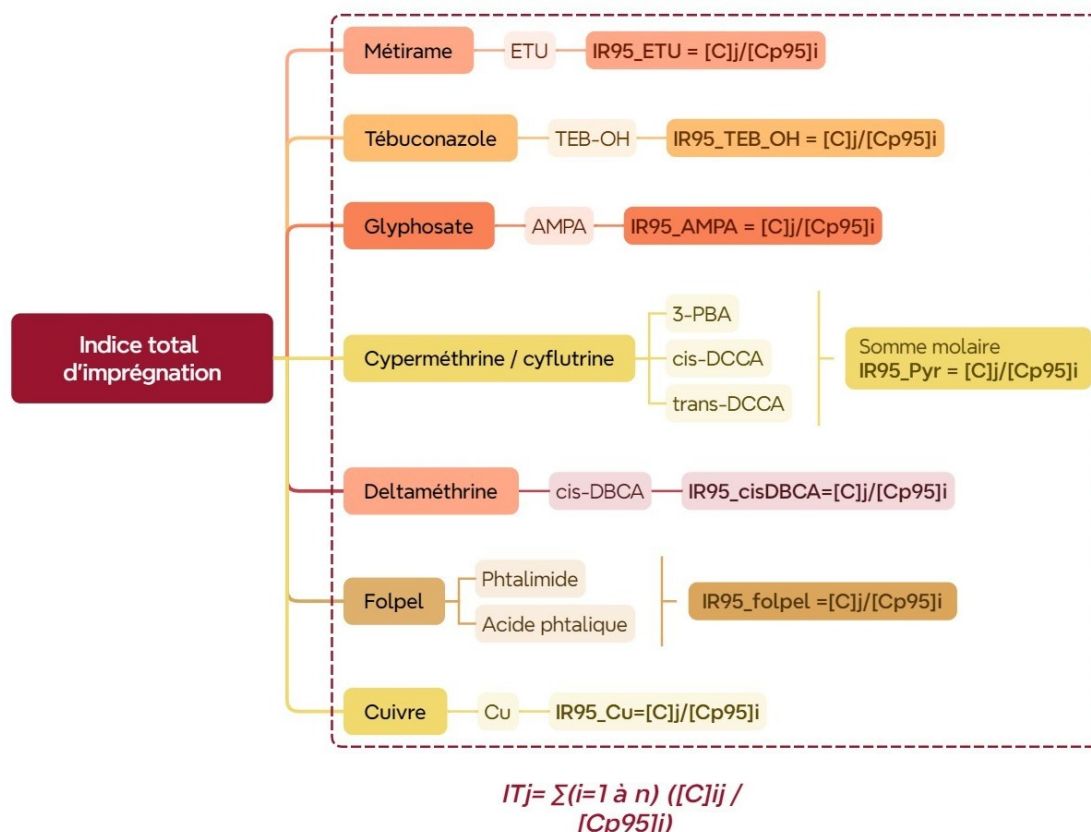 Indice total
d'imprégnation
Métirame
ETU
IR95_ETU = [C]j/[Cp95]i
Tébuconazole
TEB-OH
IR95_TEB_OH = [C]j/[Cp95]i
Glyphosate
AMPA
IR95_AMPA = [C]j/[Cp95]i
Cyperméthrine / cyflutrine
3-PBA
cis-DCCA
trans-DCCA
Somme molaire
IR95_Pyr = [C]j/[Cp95]i
Deltaméthrine
cis-DBCA
IR95_cisDBCA=[C]j/[Cp95]i
Folpel
Phtalimide
Acide phtalique
IR95_folpel =[C]j/[Cp95]i
Cuivre
Cu
IR95_Cu=[C]j/[Cp95]i
ITj= ∑(i=1 à n) ([C]ij /
[Cp95]i)